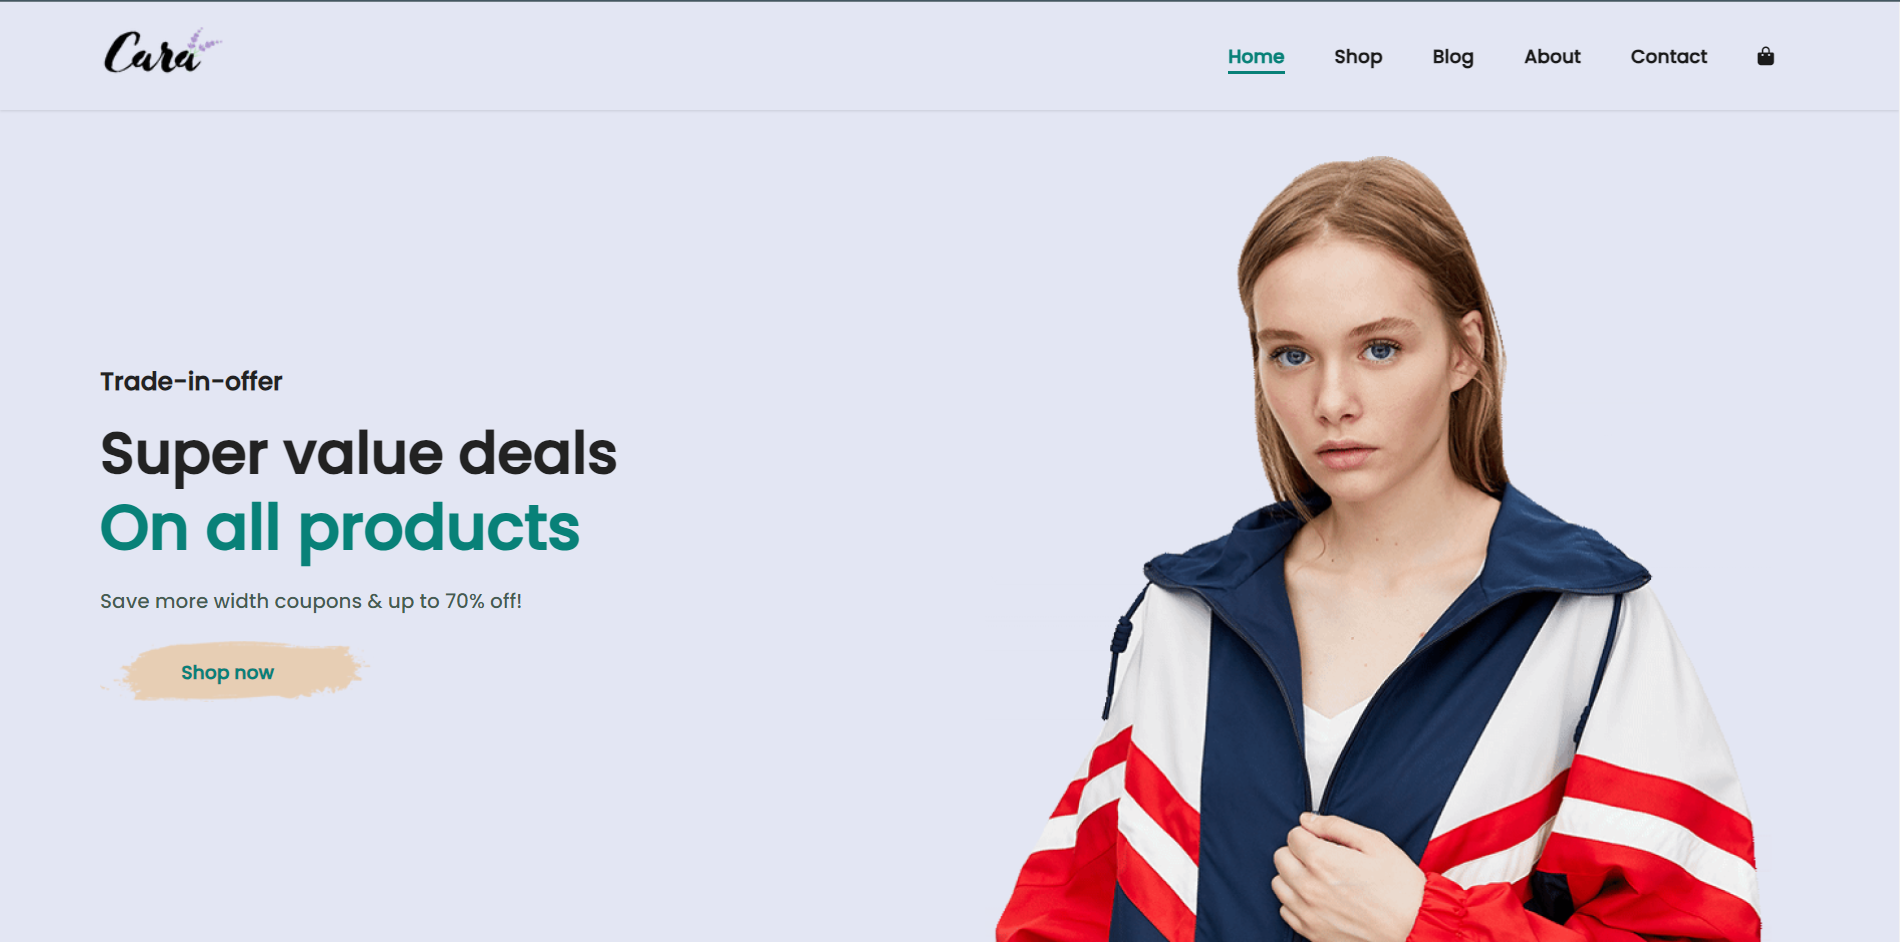 Cara
Home Shop Blog About Contact
Trade-in-offer
Super value deals
On all products
Save more width coupons & up to 70% off!
Shop now